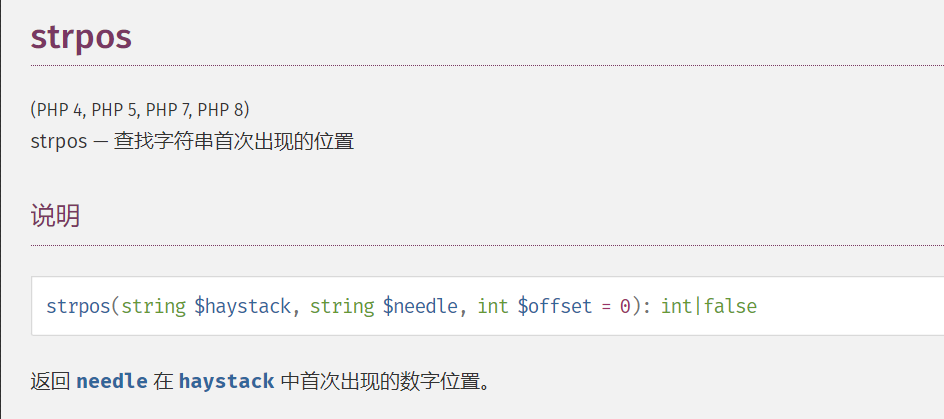 strpos
(PHP 4, PHP 5, PHP 7, PHP 8)
strpos — 查找字符串首次出现的位置
说明
strpos(string $haystack, string $needle, int $offset = 0): int|false
返回 needle 在 haystack 中首次出现的数字位置。